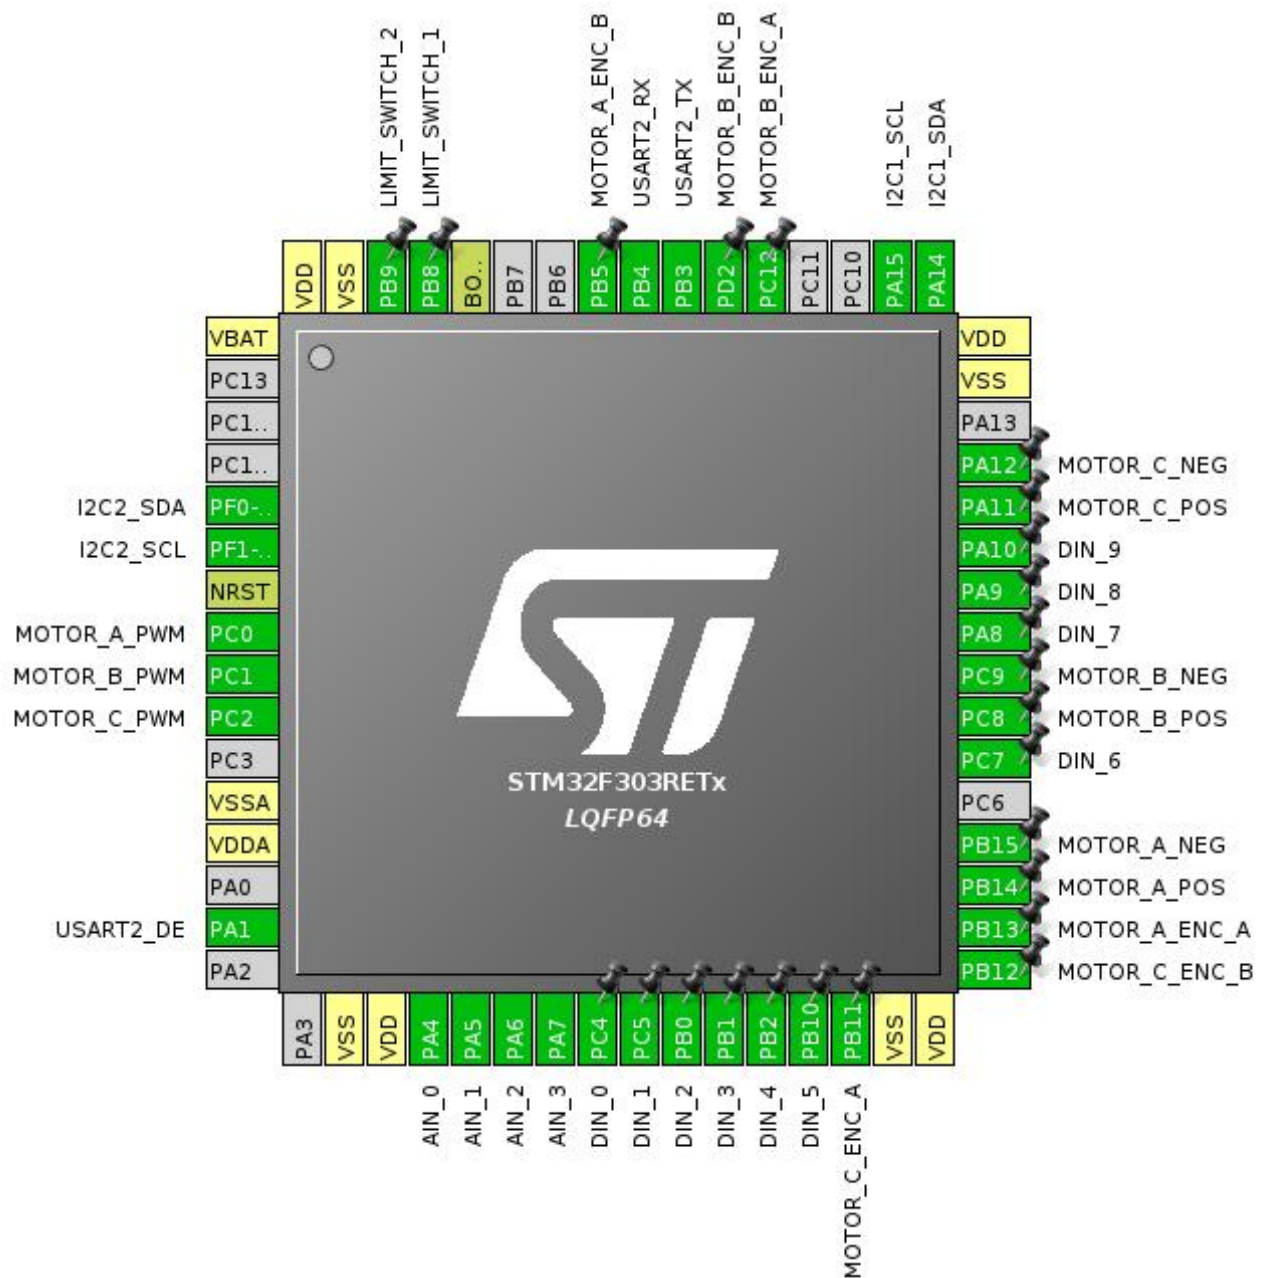 LIMIT_SWITCH_2
LIMIT_SWITCH_1
MOTOR_A_ENC_B
USART2_RX
USART2_TX
MOTOR_B_ENC_B
MOTOR_B_ENC_A
I2C1_SCL
I2C1_SDA
VDD
VSS
PB9
PB8
BO..
PB7
PB6
PB5
PB4
PB3
PD2
PC12
PC11
PC10
PA15
PA14
VBAT
PC13
PC1..
PC1..
I2C2_SDA PF0-..
I2C2_SCL PF1-..
NRST
MOTOR_A_PWM PC0
MOTOR_B_PWM PC1
MOTOR_C_PWM PC2
PC3
VSSA
VDDA
PA0
USART2_DE PA1
PA2
ST
STM32F303RETx
LQFP64
VDD
VSS
PA13
PA12 MOTOR_C_NEG
PA11 MOTOR_C_POS
PA10 DIN_9
PA9 DIN_8
PA8 DIN_7
PC9 MOTOR_B_NEG
PC8 MOTOR_B_POS
PC7 DIN_6
PC6
PB15 MOTOR_A_NEG
PB14 MOTOR_A_POS
PB13 MOTOR_A_ENC_A
PB12 MOTOR_C_ENC_B
PA3
VSS
VDD
PA4
PA5
PA6
PA7
PC4
PC5
PB0
PB1
PB2
PB10
PB11
VSS
VDD
AIN_0
AIN_1
AIN_2
AIN_3
DIN_0
DIN_1
DIN_2
DIN_3
DIN_4
DIN_5
MOTOR_C_ENC_A